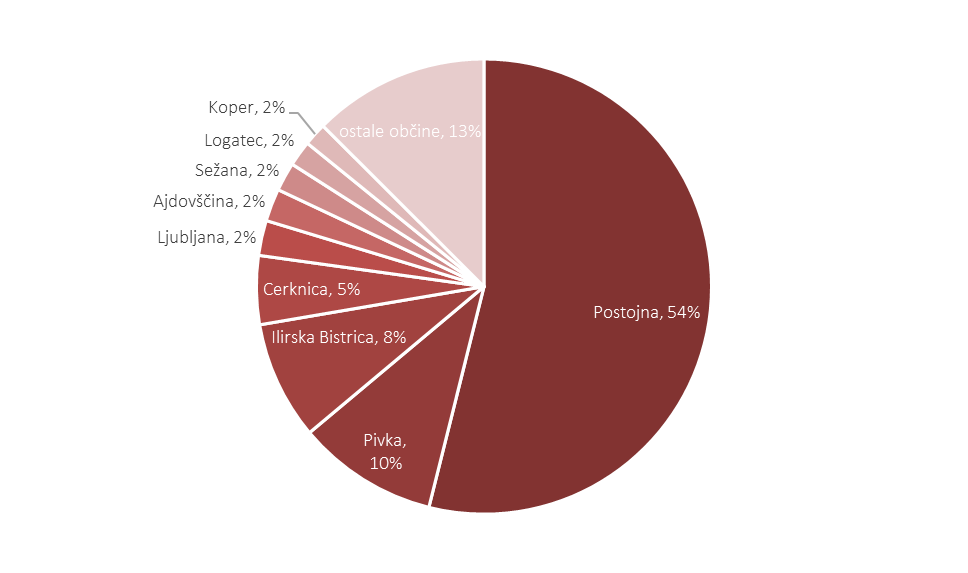 Koper, 2%
ostale občine, 13%
Logatec, 2%
Sežana, 2%
Ajdovščina, 2%
Ljubljana, 2%
Cerknica, 5%
Postojna, 54%
Ilirska Bistrica, 8%
Pivka,
10%